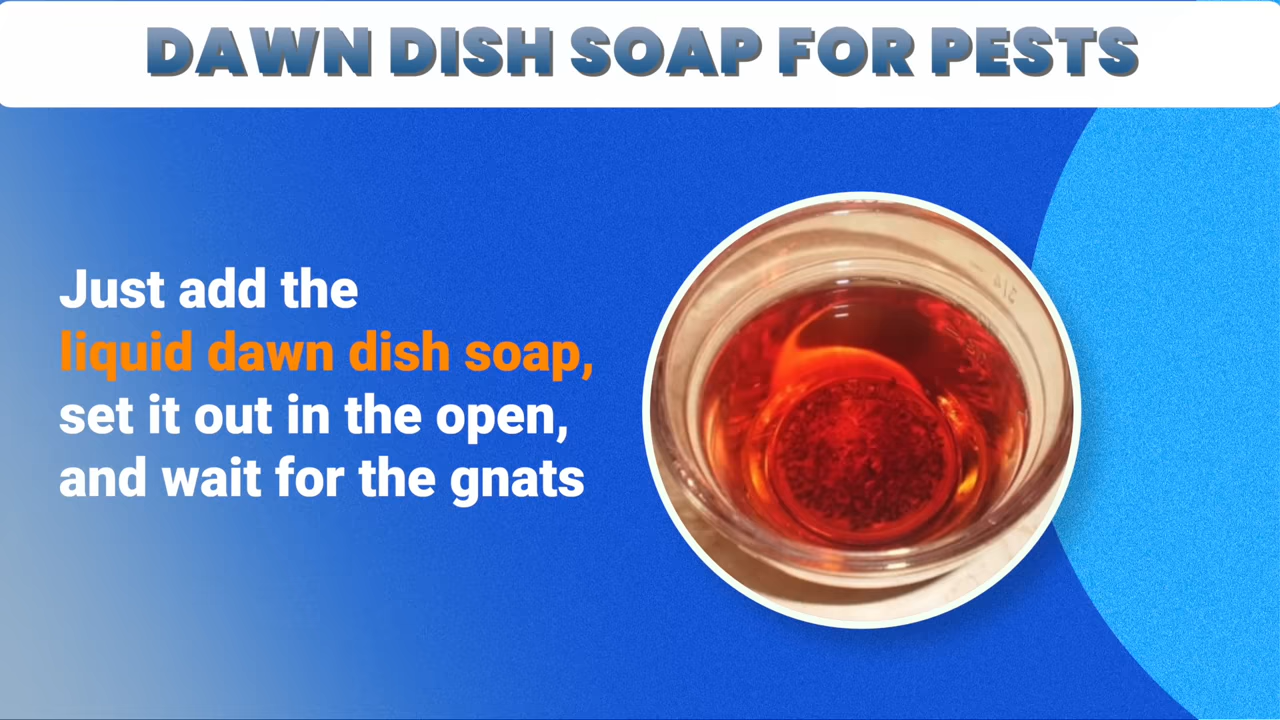 DAWN DISH SOAP FOR PESTS
Just add the
liquid dawn dish soap,
set it out in the open,
and wait for the gnats